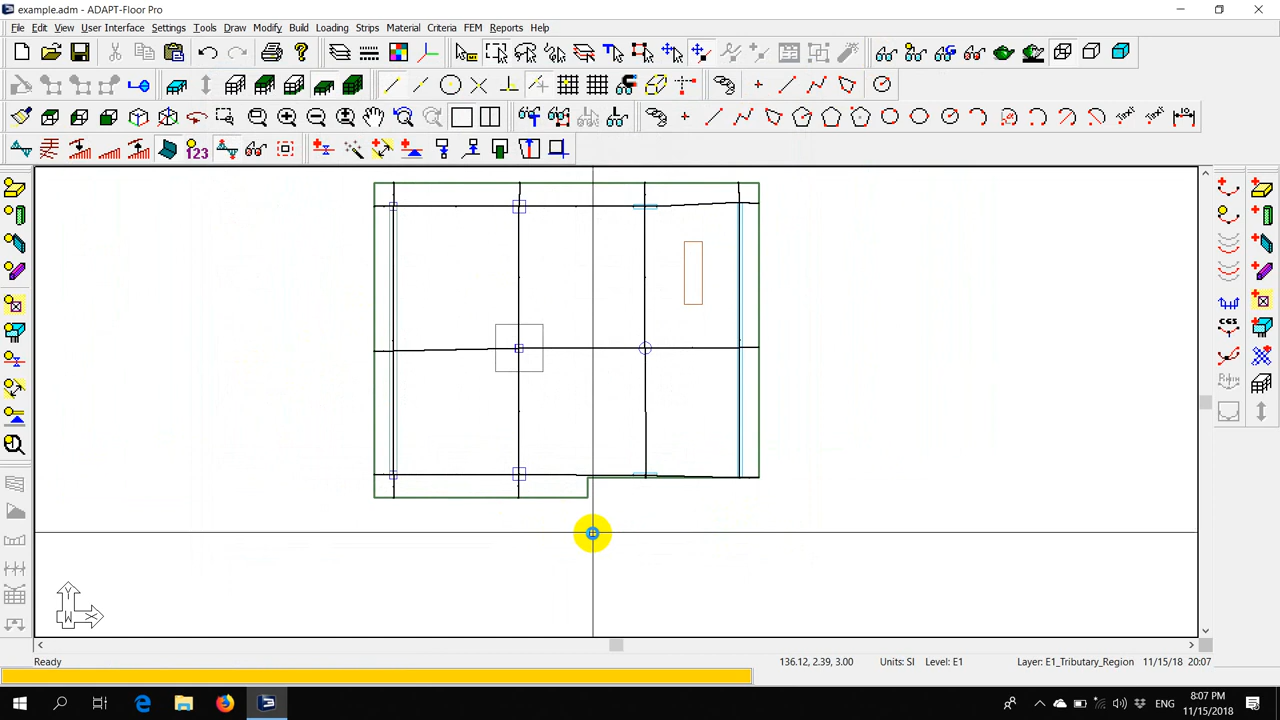 example.adm - ADAPT-Floor Pro
File Edit View User Interface Settings Tools Draw Modify Build Loading Strips Material Criteria FEM Reports Help
123
CGS
Y
W X
Ready
136.12, 2.39, 3.00 Units: SI Level: E1 Layer: E1_Tributary_Region 11/15/18 20:07
ENG
8:07 PM
11/15/2018